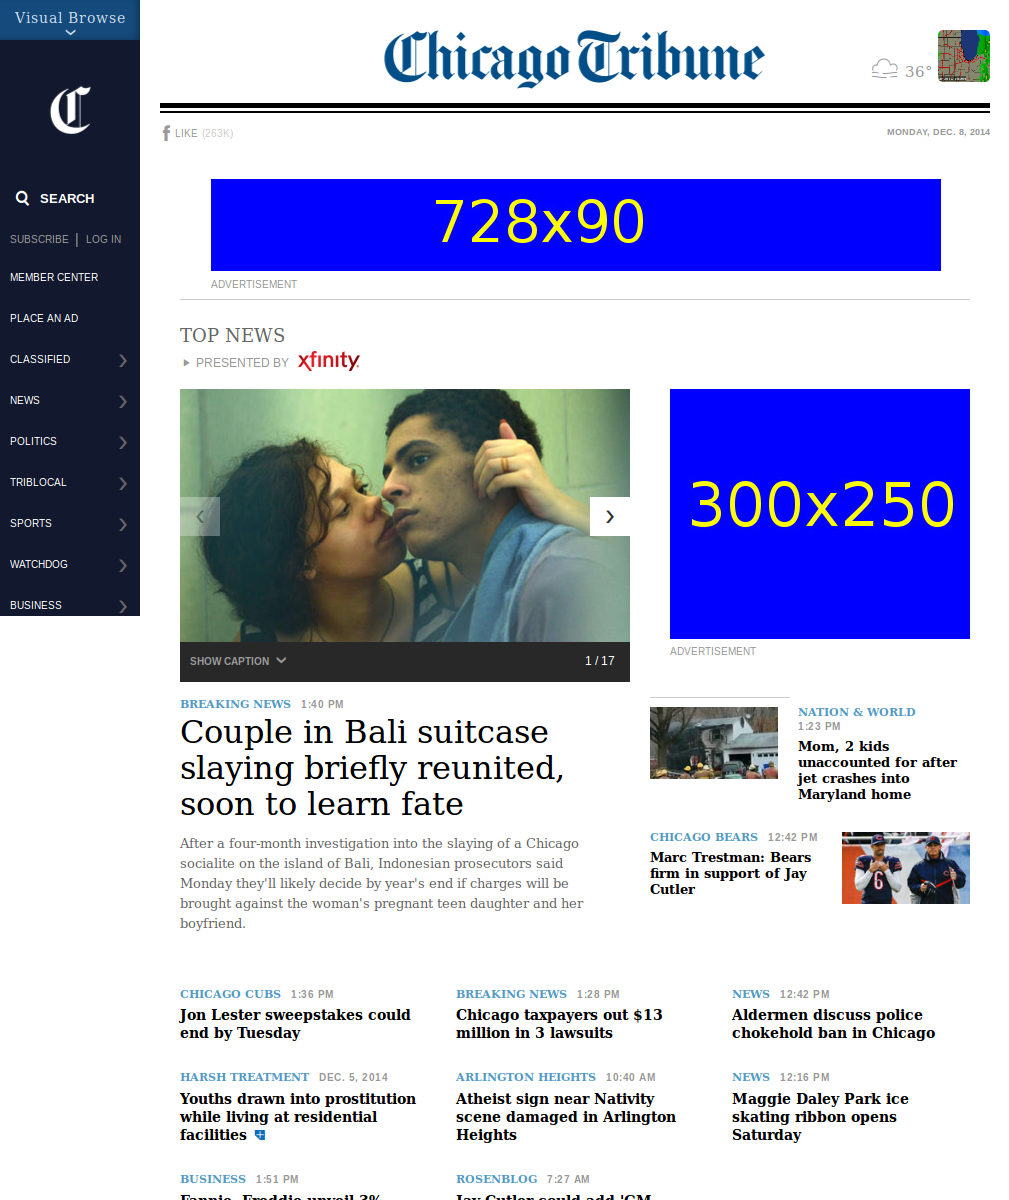 Visual Browse
Chicago Tribune
36°
C
LIKE (263K)
MONDAY, DEC. 8, 2014
SEARCH
SUBSCRIBE | LOG IN
MEMBER CENTER
PLACE AN AD
CLASSIFIED
NEWS
POLITICS
TRIBLOCAL
SPORTS
WATCHDOG
BUSINESS
728x90
ADVERTISEMENT
TOP NEWS
PRESENTED BY xfinity
SHOW CAPTION
1 / 17
300x250
ADVERTISEMENT
BREAKING NEWS 1:40 PM
Couple in Bali suitcase
slaying briefly reunited,
soon to learn fate
After a four-month investigation into the slaying of a Chicago
socialite on the island of Bali, Indonesian prosecutors said
Monday they'll likely decide by year's end if charges will be
brought against the woman's pregnant teen daughter and her
boyfriend.
NATION & WORLD
1:23 PM
Mom, 2 kids
unaccounted for after
jet crashes into
Maryland home
CHICAGO BEARS 12:42 PM
Marc Trestman: Bears
firm in support of Jay
Cutler
6
CHICAGO CUBS 1:36 PM
Jon Lester sweepstakes could
end by Tuesday
BREAKING NEWS 1:28 PM
Chicago taxpayers out $13
million in 3 lawsuits
NEWS 12:42 PM
Aldermen discuss police
chokehold ban in Chicago
HARSH TREATMENT DEC. 5, 2014
Youths drawn into prostitution
while living at residential
facilities
ARLINGTON HEIGHTS 10:40 AM
Atheist sign near Nativity
scene damaged in Arlington
Heights
NEWS 12:16 PM
Maggie Daley Park ice
skating ribbon opens
Saturday
BUSINESS 1:51 PM
Fannie, Freddie unveil 3%
ROSENBLOG 7:27 AM
Jay Cutler could add 'GM